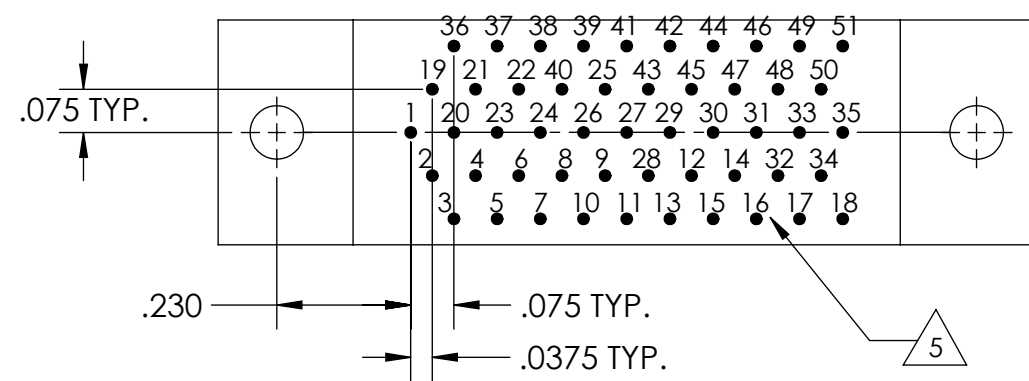 36 37 38 39 41 42 44 46 49 51
19 21 22 40 25 43 45 47 48 50
.075 TYP.
1 20 23 24 26 27 29 30 31 33 35
2 4 6 8 9 28 12 14 32 34
3 5 7 10 11 13 15 16 17 18
.230
.075 TYP.
.0375 TYP.
5